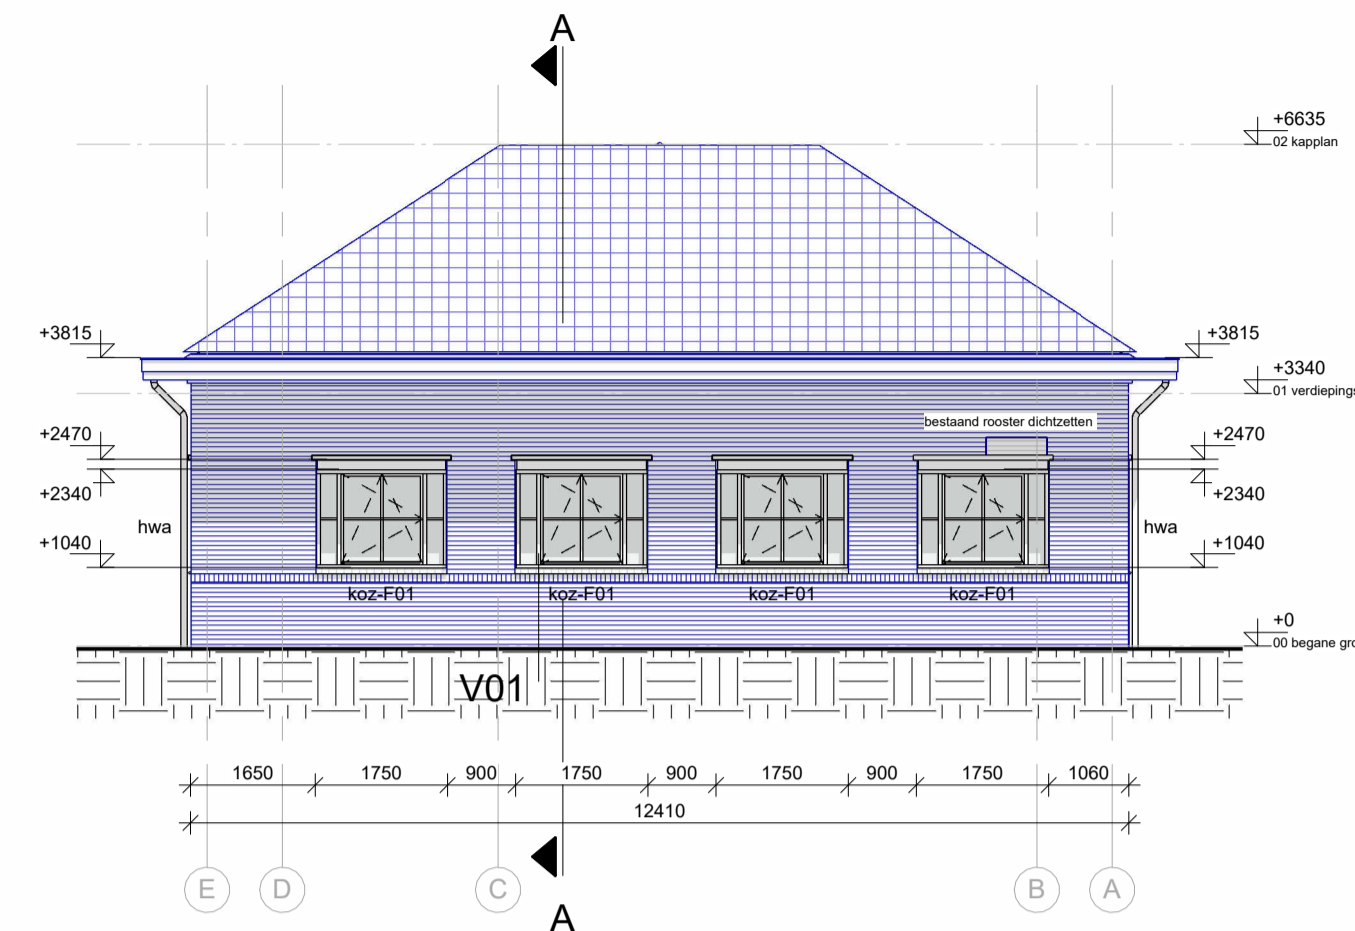 A
+6635
02 kapplan
+3815
+3815
+3340
01 verdiepings
bestaand rooster dichtzetten
+2470
+2470
+2340
+2340
hwa
hwa
+1040
+1040
koz-F01
koz-F01
koz-F01
koz-F01
+0
00 begane gro
V01
1650
1750
900
1750
900
1750
900
1750
1060
12410
E
D
C
B
A
A